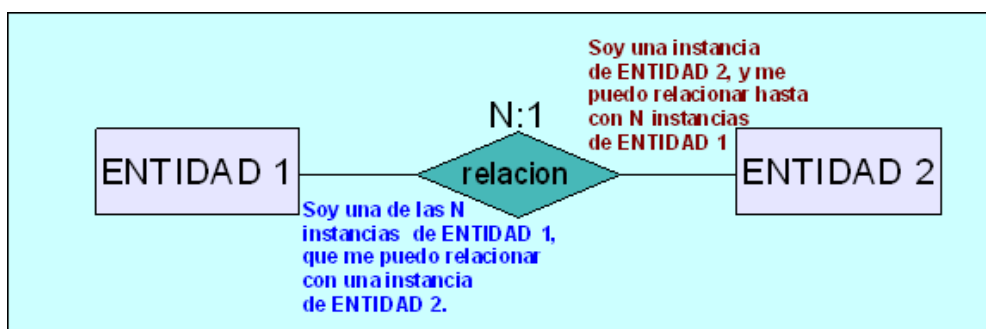 Soy una instancia
de ENTIDAD 2, y me
puedo relacionar hasta
con N instancias
de ENTIDAD 1
N:1
ENTIDAD 1
relacion
ENTIDAD 2
Soy una de las N
instancias de ENTIDAD 1,
que me puedo relacionar
con una instancia
de ENTIDAD 2.